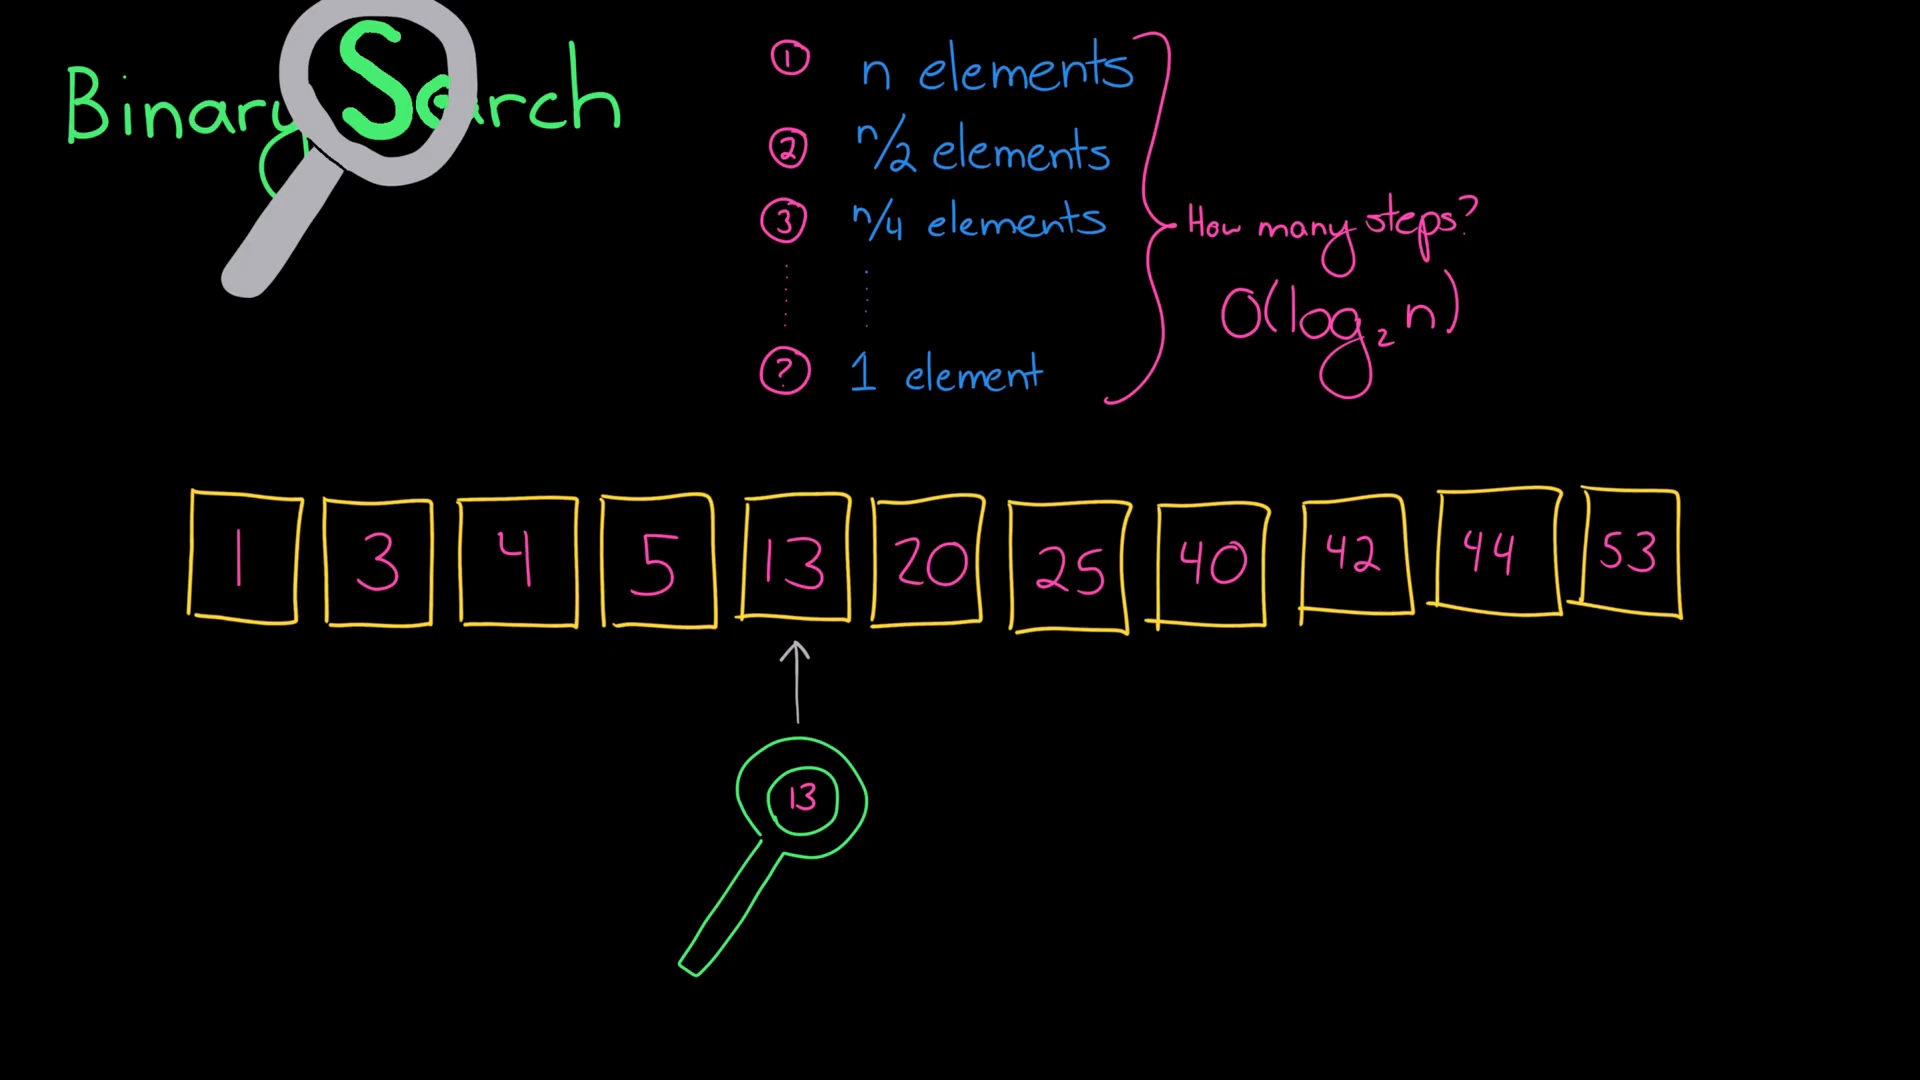 Binary Search
① n elements
② n/2 elements
③ n/4 elements
? 1 element
How many steps?
O(log₂ n)
1 3 4 5 13 20 25 40 42 44 53
13